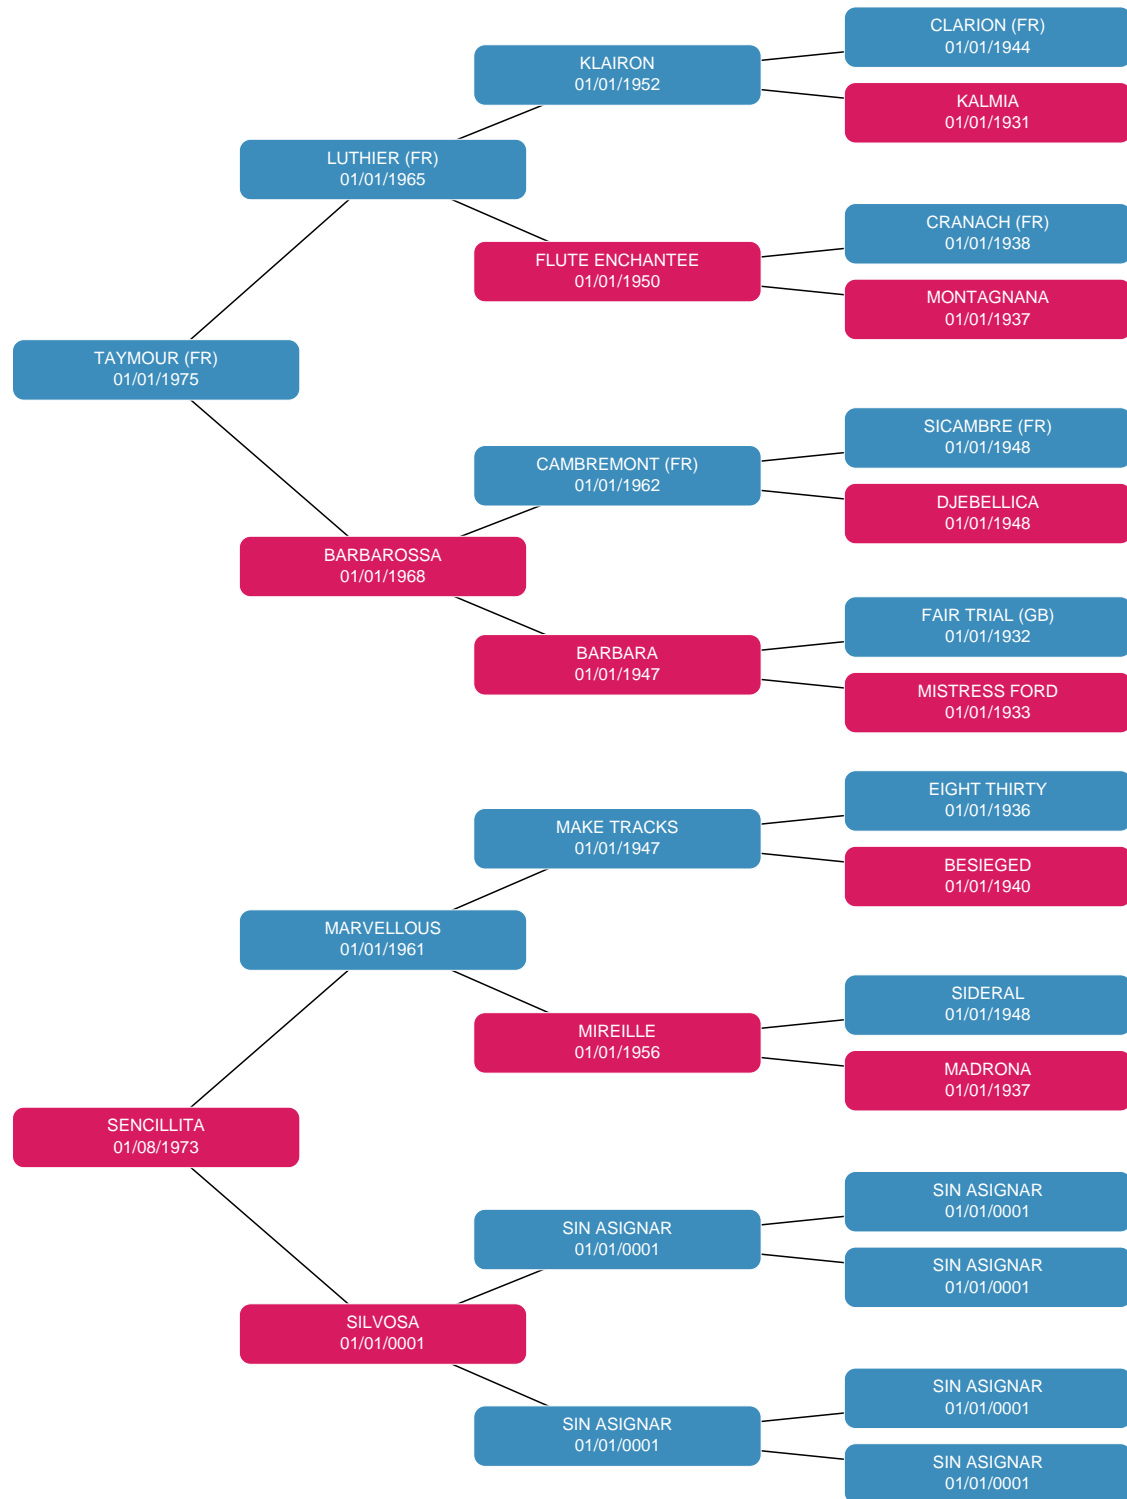 CLARION (FR)
01/01/1944
KLAIRON
01/01/1952
KALMIA
01/01/1931
LUTHIER (FR)
01/01/1965
CRANACH (FR)
01/01/1938
FLUTE ENCHANTEE
01/01/1950
MONTAGNANA
01/01/1937
TAYMOUR (FR)
01/01/1975
SICAMBRE (FR)
01/01/1948
CAMBREMONT (FR)
01/01/1962
DJEBELLICA
01/01/1948
BARBAROSSA
01/01/1968
FAIR TRIAL (GB)
01/01/1932
BARBARA
01/01/1947
MISTRESS FORD
01/01/1933
EIGHT THIRTY
01/01/1936
MAKE TRACKS
01/01/1947
BESIEGED
01/01/1940
MARVELLOUS
01/01/1961
SIDERAL
01/01/1948
MIREILLE
01/01/1956
MADRONA
01/01/1937
SENCILLITA
01/08/1973
SIN ASIGNAR
01/01/0001
SIN ASIGNAR
01/01/0001
SIN ASIGNAR
01/01/0001
SILVOSA
01/01/0001
SIN ASIGNAR
01/01/0001
SIN ASIGNAR
01/01/0001
SIN ASIGNAR
01/01/0001